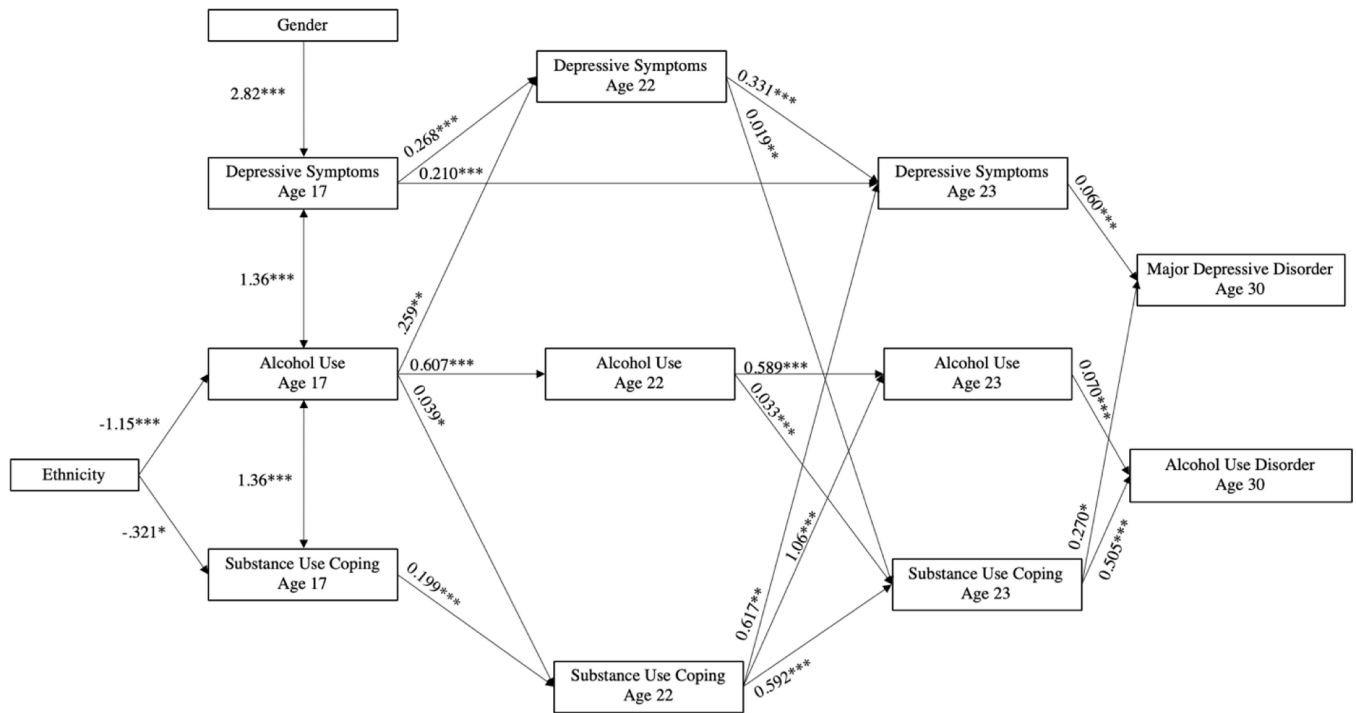 Gender
2.82***
Depressive Symptoms
Age 17
1.36***
Alcohol Use
Age 17
-1.15***
Ethnicity
1.36***
-.321*
Substance Use Coping
Age 17
0.268***
0.210***
.259**
0.607***
0.039*
0.199***
Depressive Symptoms
Age 22
Alcohol Use
Age 22
Substance Use Coping
Age 22
0.331***
0.019**
0.589***
0.033***
1.06***
0.617**
0.592***
Depressive Symptoms
Age 23
Alcohol Use
Age 23
Substance Use Coping
Age 23
0.060***
0.070***
0.270*
0.505***
Major Depressive Disorder
Age 30
Alcohol Use Disorder
Age 30